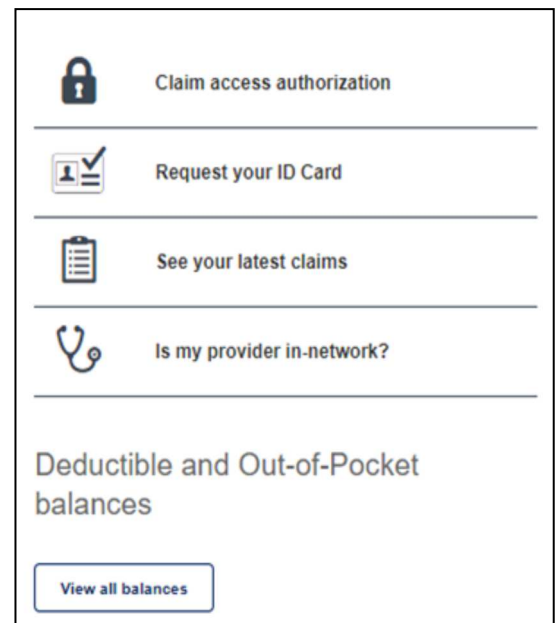 Claim access authorization
Request your ID Card
See your latest claims
Is my provider in-network?
Deductible and Out-of-Pocket
balances
View all balances